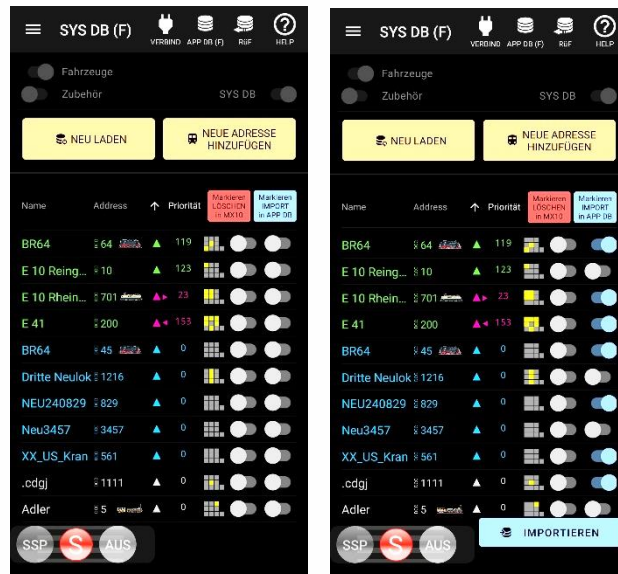 SYS DB (F)
VERBIND APP DB (F) RüF HELP
Fahrzeuge
Zubehör SYS DB
NEU LADEN
NEUE ADRESSE
HINZUFÜGEN
Name Address Priorität
Markieren
LÖSCHEN
in MX10
Markieren
IMPORT
in APP DB
BR64 64 119
E 10 Reing... 10 123
E 10 Rhein... 701 23
E 41 200 153
BR64 45 0
Dritte Neulok 1216 0
NEU240829 829 0
Neu3457 3457 0
XX_US_Kran 561 0
.cdgj 1111 0
Adler 5 0
SSP S AUS
SYS DB (F)
VERBIND APP DB (F) RüF HELP
Fahrzeuge
Zubehör SYS DB
NEU LADEN
NEUE ADRESSE
HINZUFÜGEN
Name Address Priorität
Markieren
LÖSCHEN
in MX10
Markieren
IMPORT
in APP DB
BR64 64 119
E 10 Reing... 10 123
E 10 Rhein... 701 23
E 41 200 153
BR64 45 0
Dritte Neulok 1216 0
NEU240829 829 0
Neu3457 3457 0
XX_US_Kran 561 0
.cdgj 1111 0
Adler 5 0
SSP S AUS
IMPORTIEREN